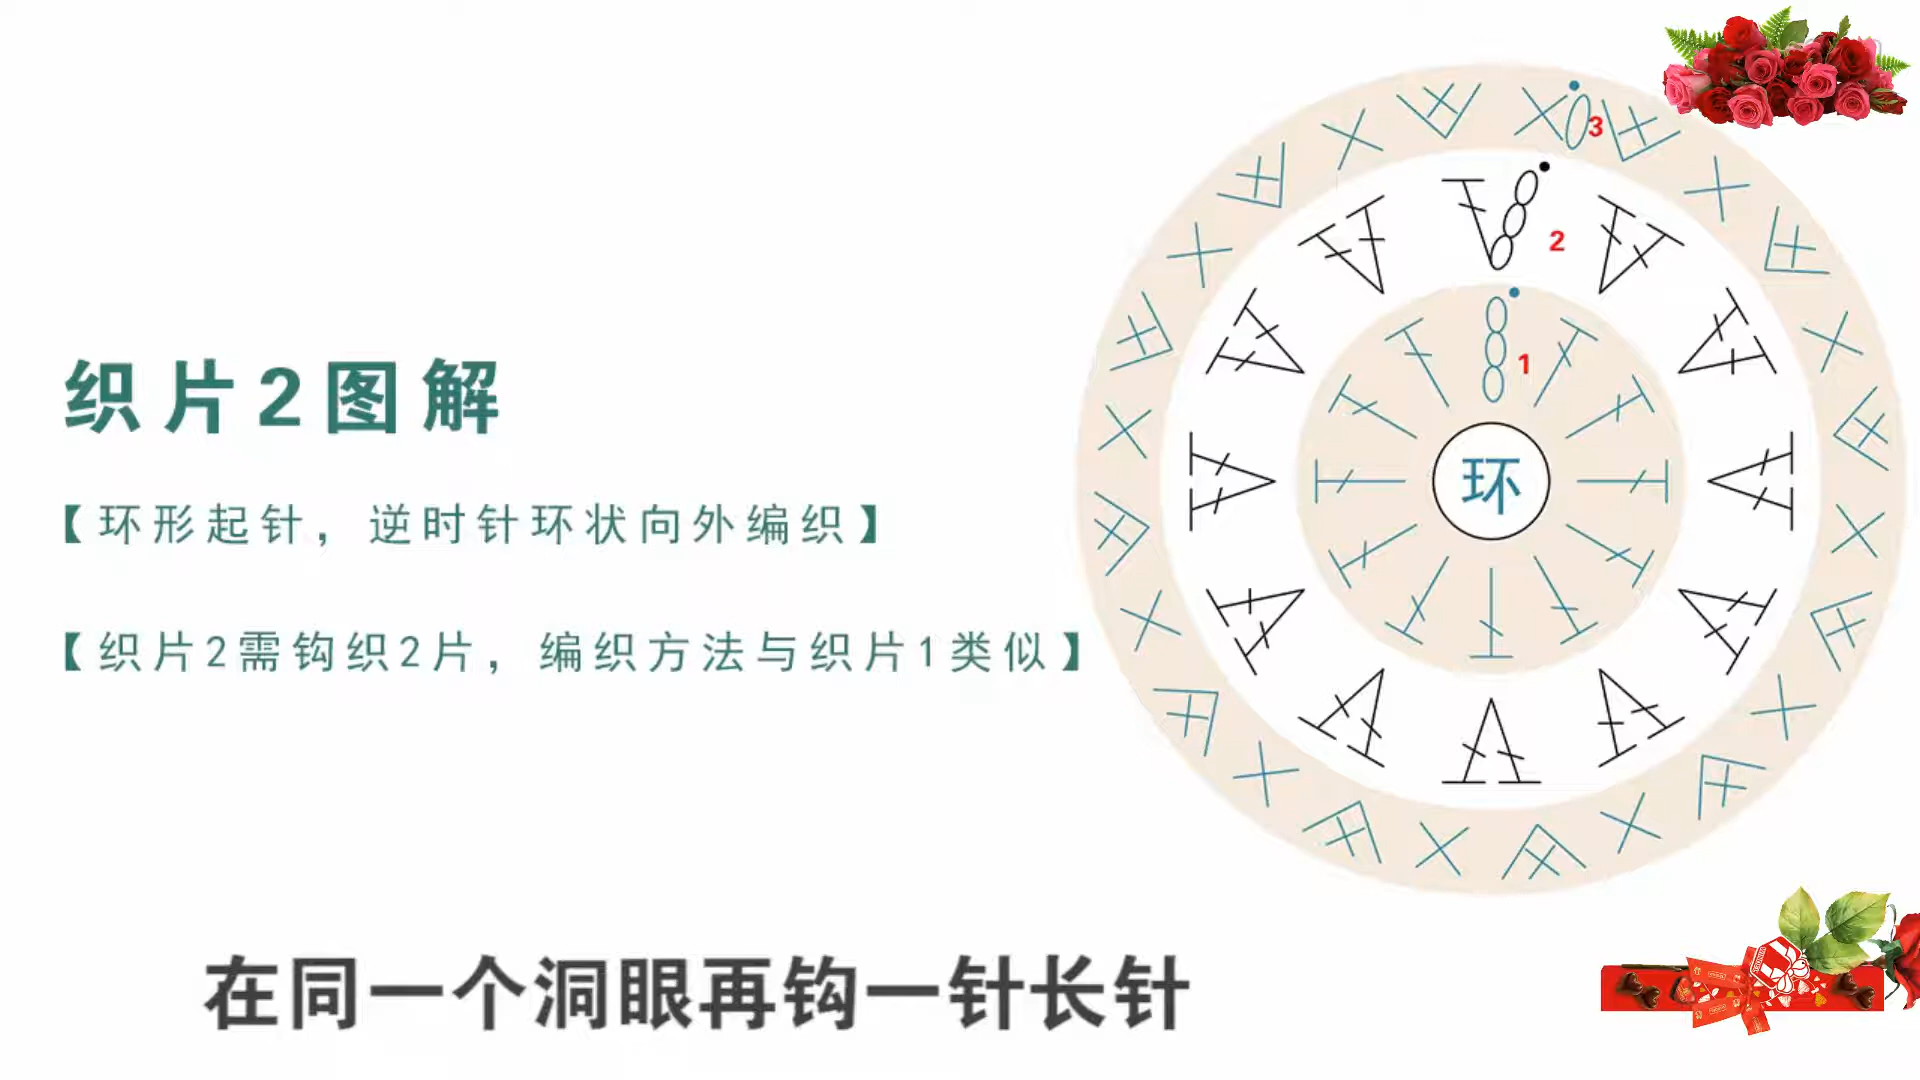 织片2图解
【环形起针，逆时针环状向外编织】
【织片2需钩织2片，编织方法与织片1类似】
3
2
1
环
在同一个洞眼再钩一针长针